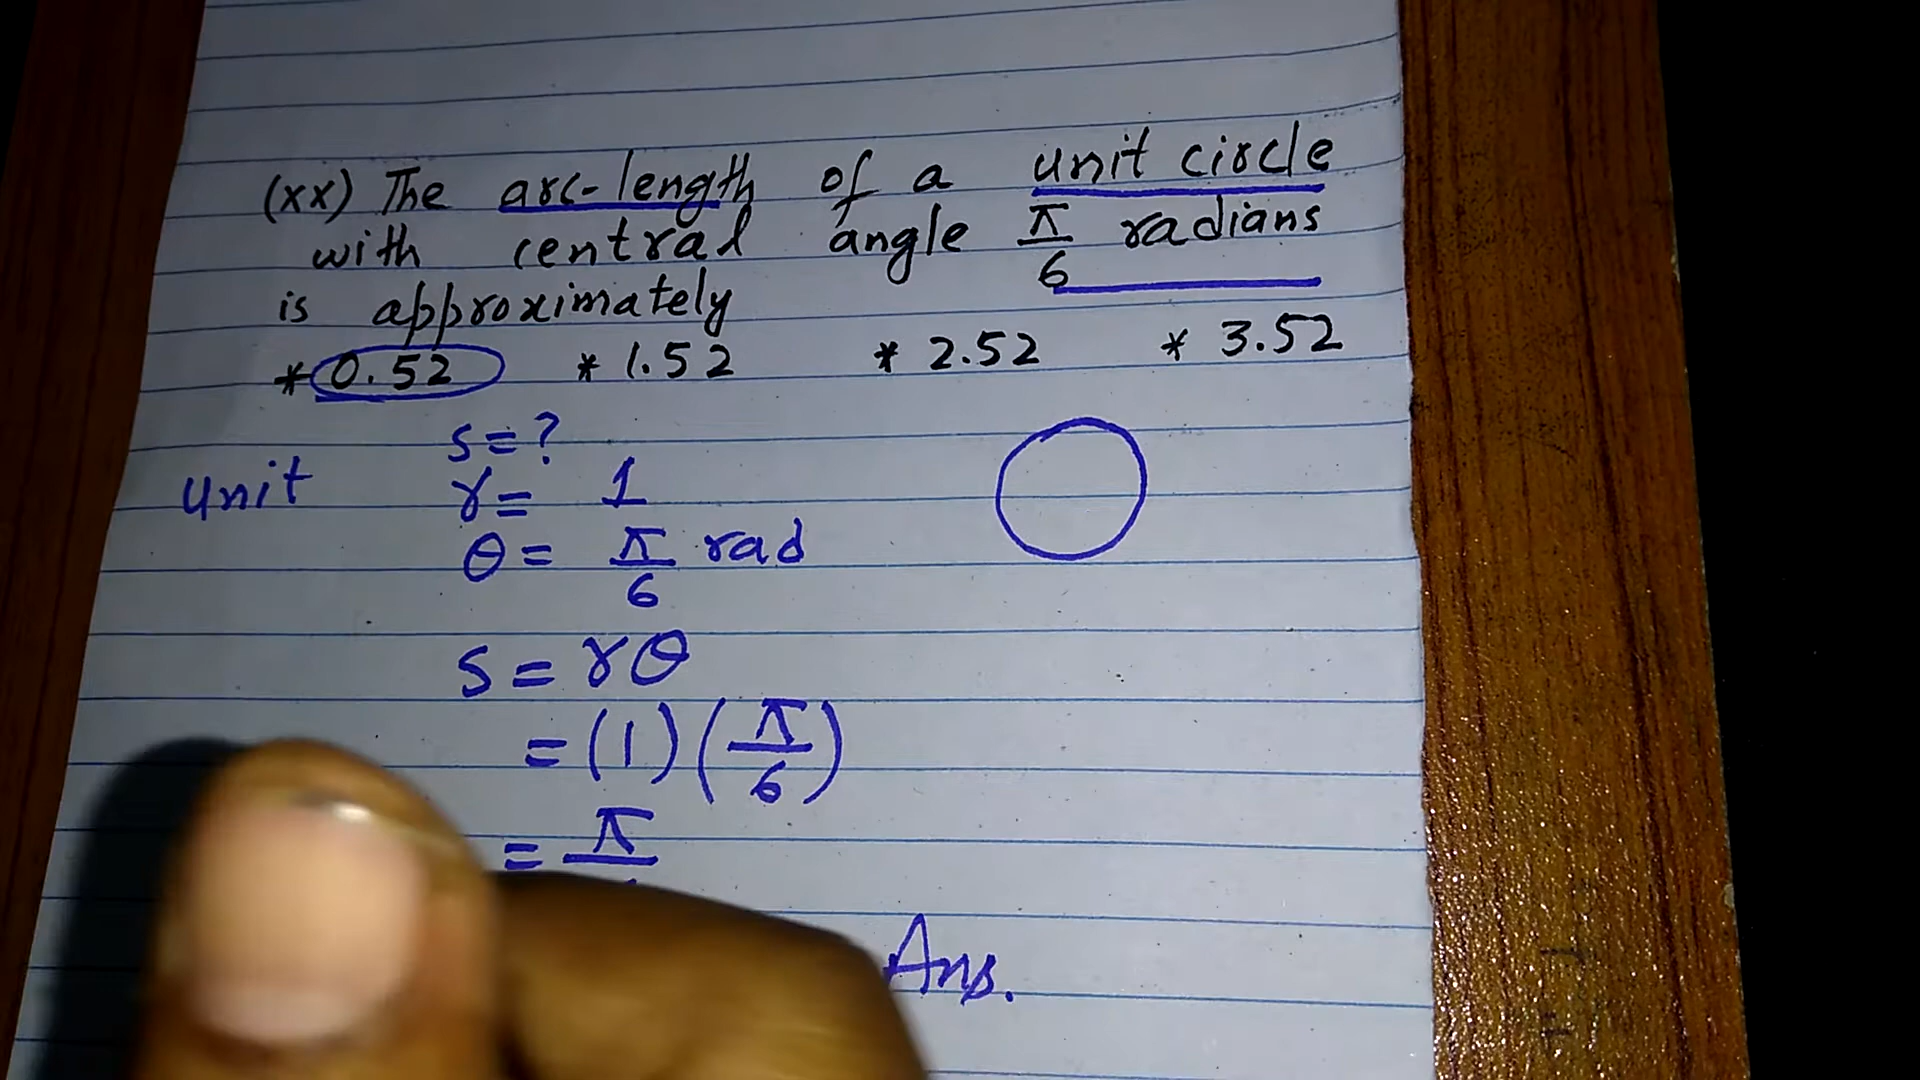 (xx) The arc-length of a unit circle
with central angle π/6 radians
is approximately
* 0.52 * 1.52 * 2.52 * 3.52
s = ?
unit r = 1
θ = π/6 rad
s = rθ
= (1)(π/6)
= π
Ans.